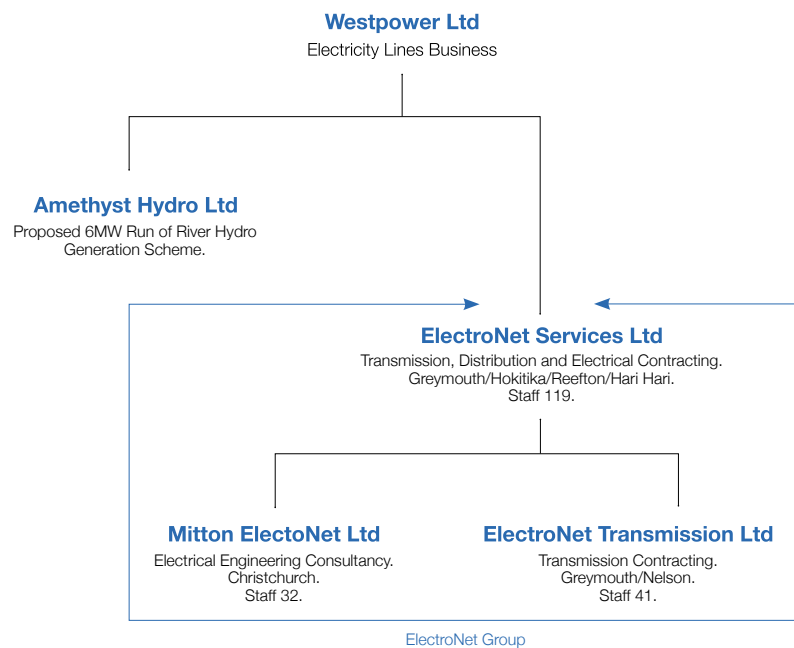 Westpower Ltd
Electricity Lines Business
Amethyst Hydro Ltd
Proposed 6MW Run of River Hydro
Generation Scheme.
ElectroNet Services Ltd
Transmission, Distribution and Electrical Contracting.
Greymouth/Hokitika/Reefton/Hari Hari.
Staff 119.
Mitton ElectoNet Ltd
Electrical Engineering Consultancy.
Christchurch.
Staff 32.
ElectroNet Transmission Ltd
Transmission Contracting.
Greymouth/Nelson.
Staff 41.
ElectroNet Group